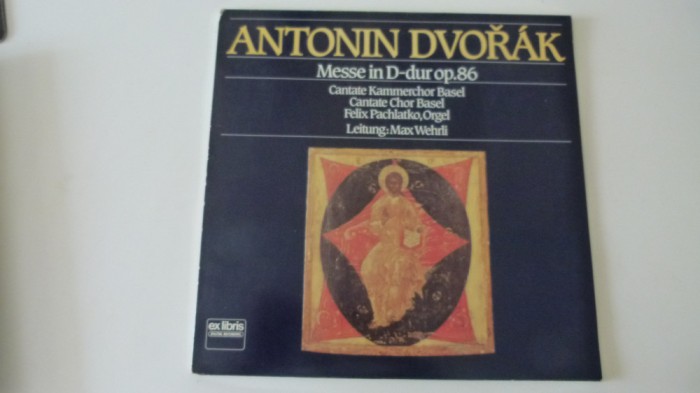 ANTONIN DVOŘÁK
Messe in D-dur op.86
Cantate Kammerchor Basel
Cantate Chor Basel
Felix Pachlatko, Orgel
Leitung: Max Wehrli
ex libris